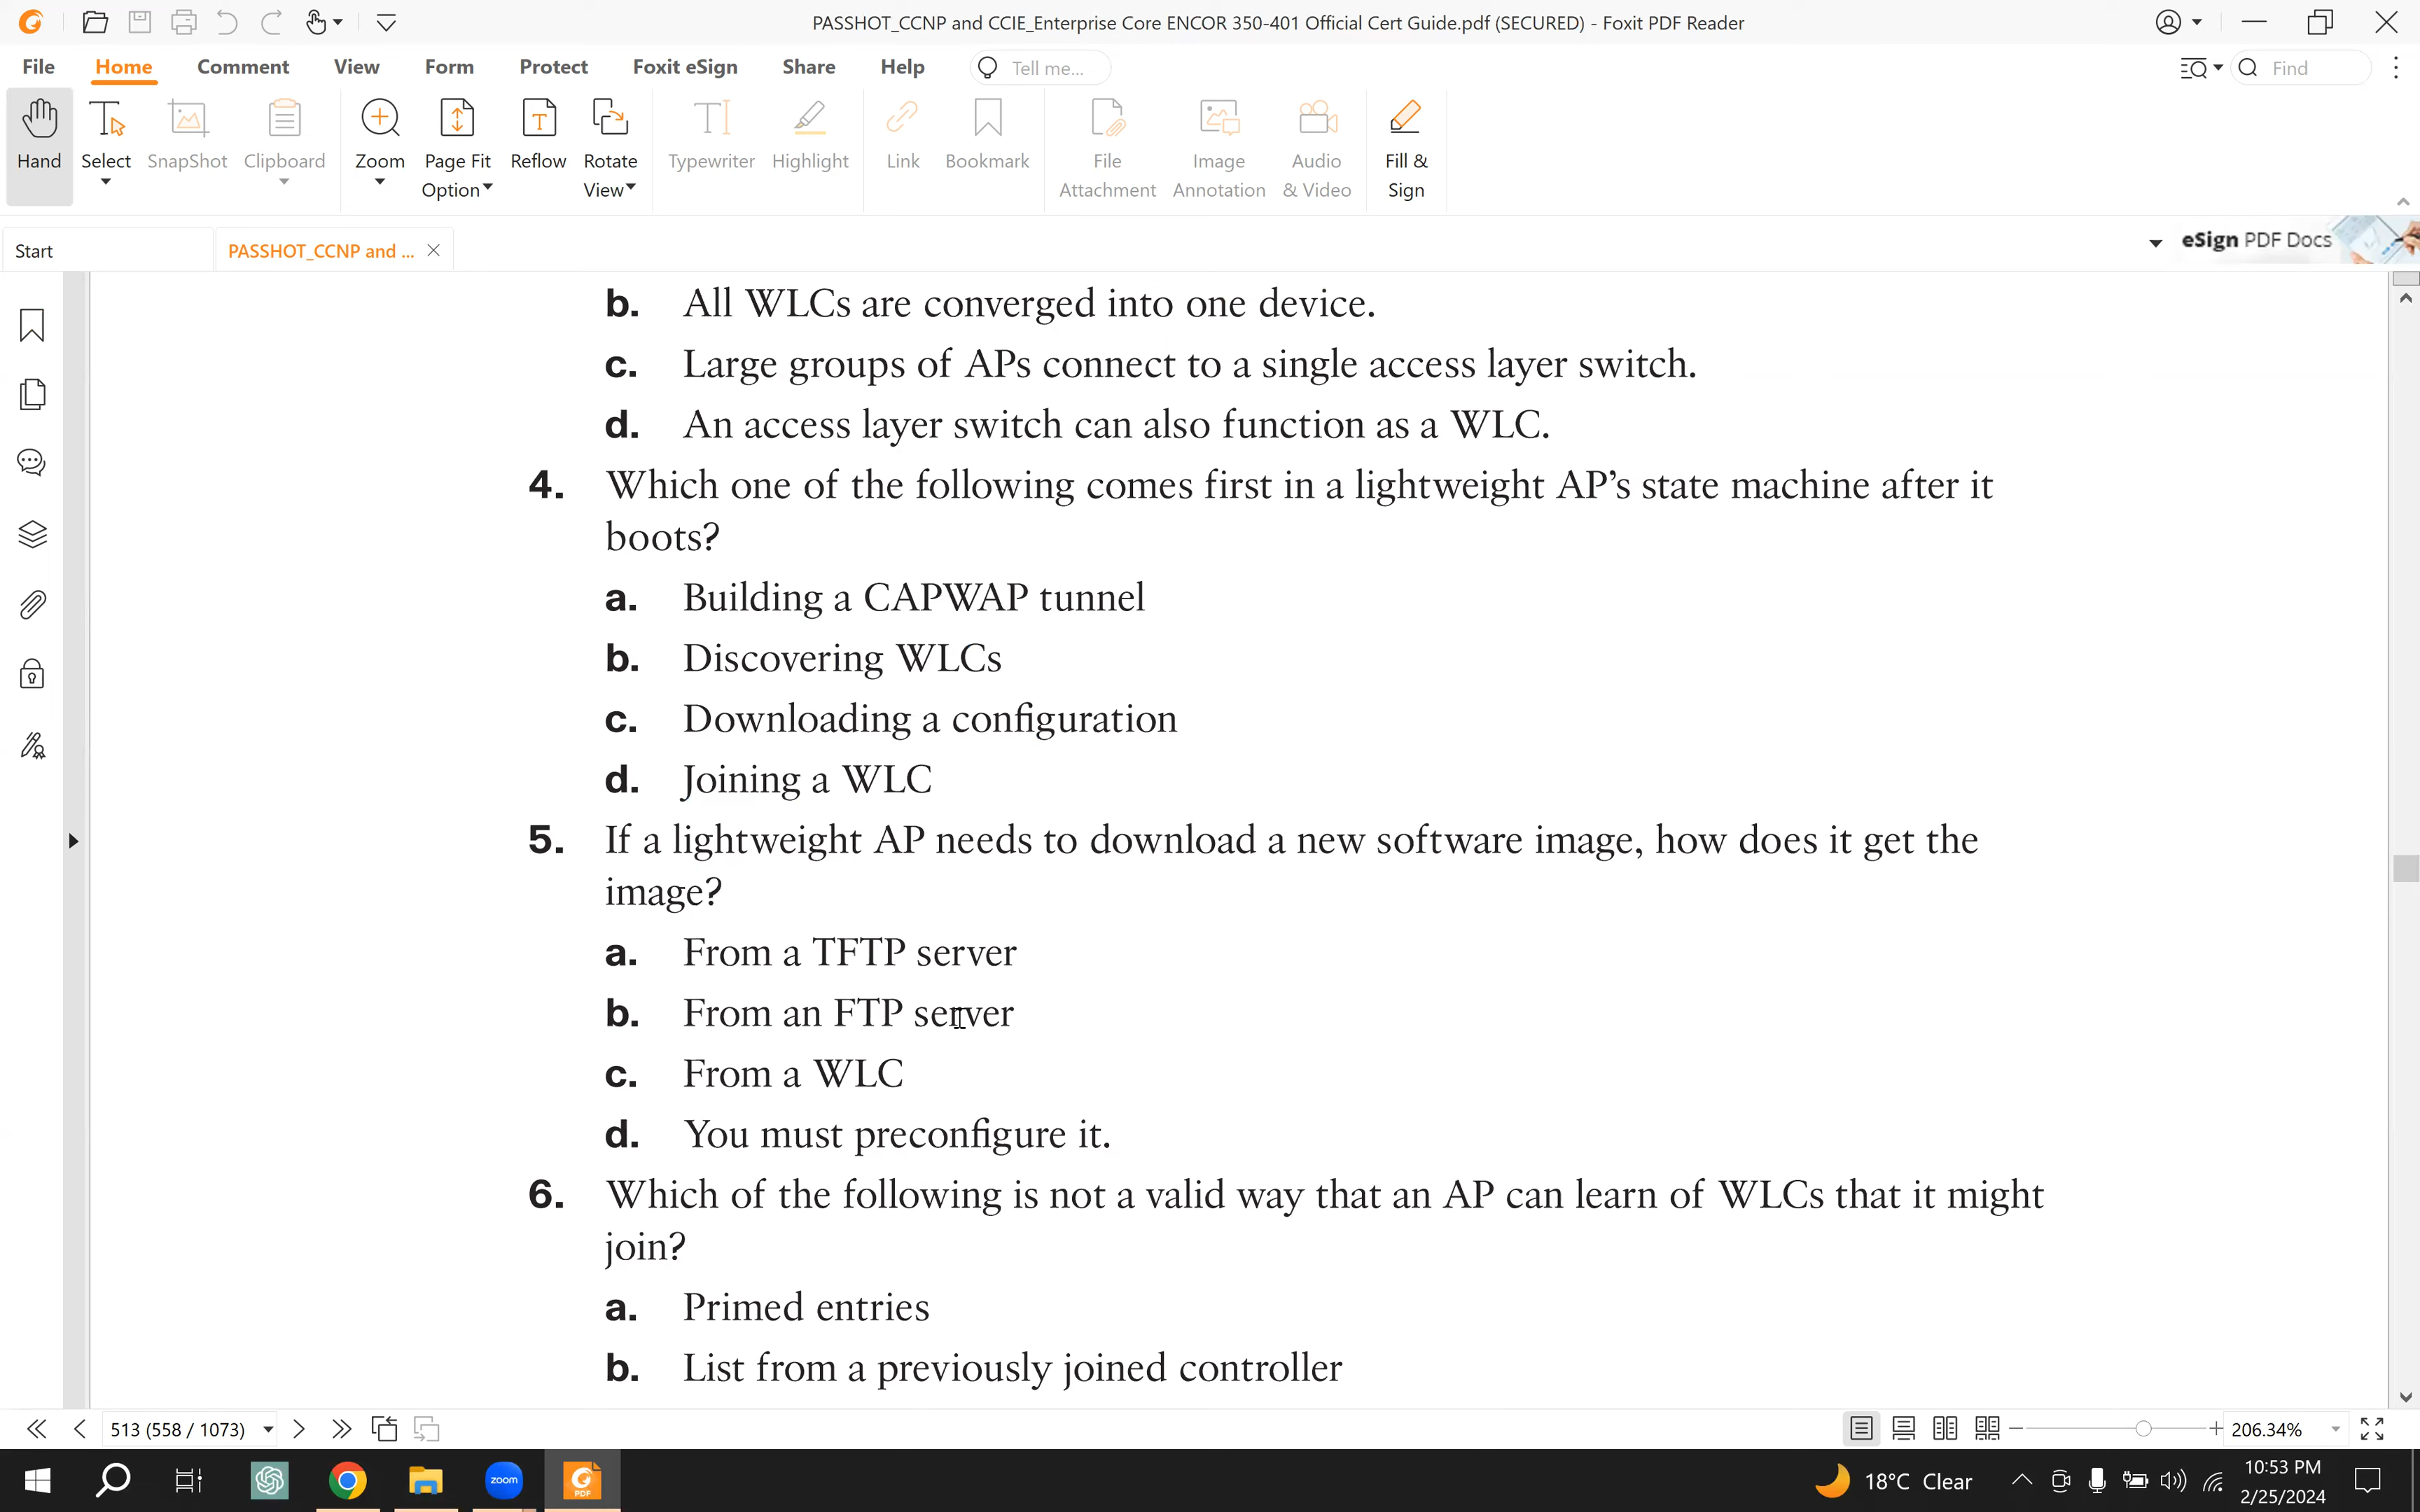 PASSHOT_CCNP and CCIE_Enterprise Core ENCOR 350-401 Official Cert Guide.pdf (SECURED) - Foxit PDF Reader
File Home Comment View Form Protect Foxit eSign Share Help Tell me... Find
Hand Select SnapShot Clipboard Zoom Page Fit Option Reflow Rotate View Typewriter Highlight Link Bookmark File Attachment Image Annotation Audio & Video Fill & Sign
Start PASSHOT_CCNP and ... eSign PDF Docs
b. All WLCs are converged into one device.
c. Large groups of APs connect to a single access layer switch.
d. An access layer switch can also function as a WLC.
4. Which one of the following comes first in a lightweight AP’s state machine after it
boots?
a. Building a CAPWAP tunnel
b. Discovering WLCs
c. Downloading a configuration
d. Joining a WLC
5. If a lightweight AP needs to download a new software image, how does it get the
image?
a. From a TFTP server
b. From an FTP server
c. From a WLC
d. You must preconfigure it.
6. Which of the following is not a valid way that an AP can learn of WLCs that it might
join?
a. Primed entries
b. List from a previously joined controller
513 (558 / 1073) 206.34%
zoom PDF 18°C Clear 10:53 PM
2/25/2024